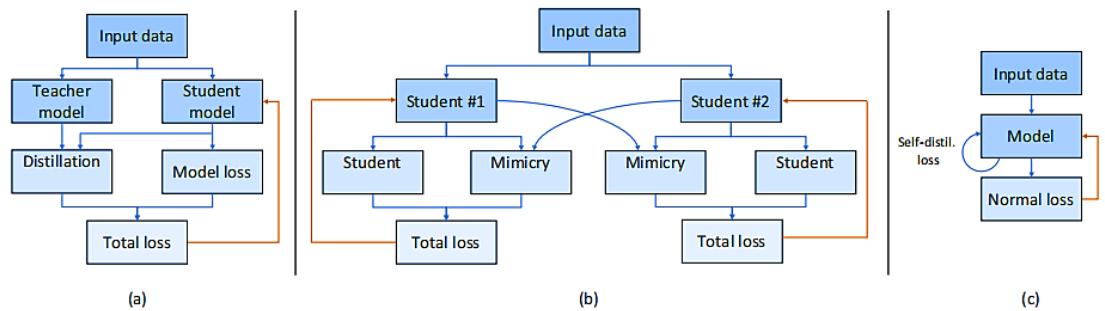 Input data
Teacher
model
Student
model
Distillation
Model loss
Total loss
(a)
Input data
Student #1
Student #2
Student
Mimicry
Mimicry
Student
Total loss
Total loss
(b)
Input data
Self-distil.
loss
Model
Normal loss
(c)